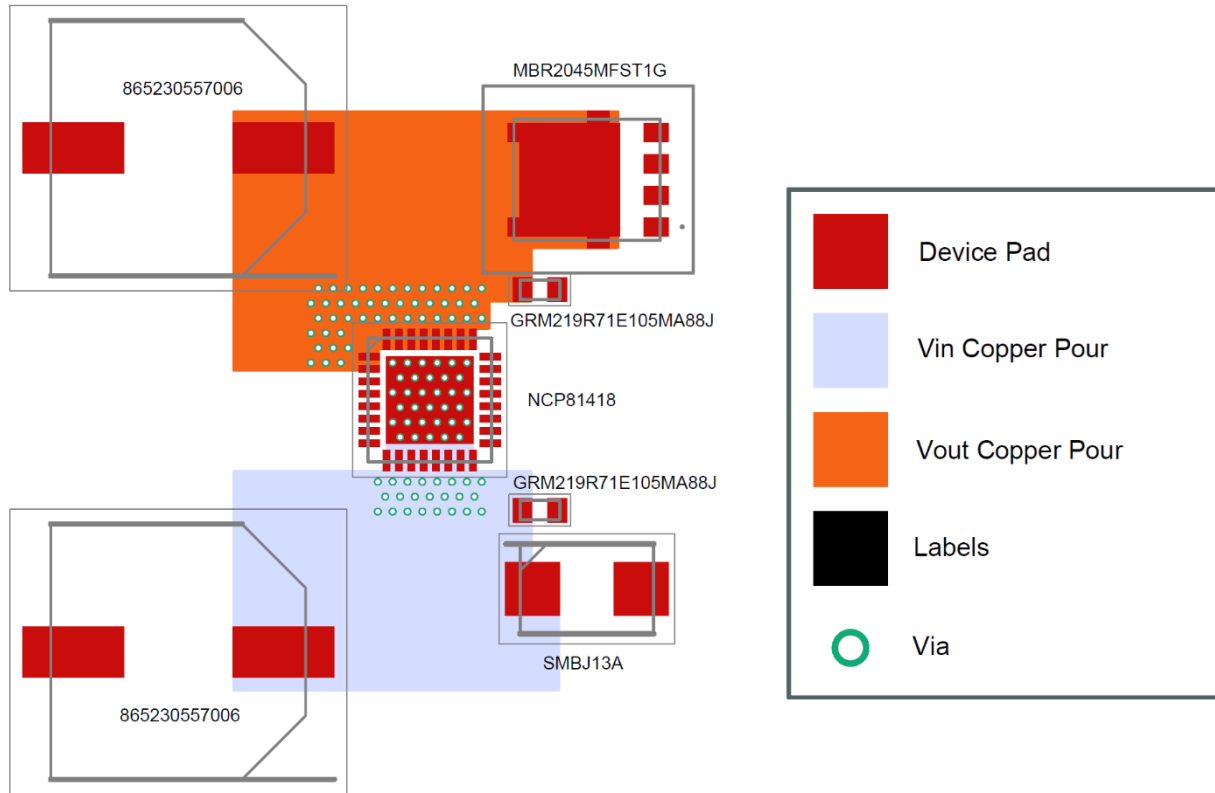 MBR2045MFST1G
865230557006
GRM219R71E105MA88J
NCP81418
GRM219R71E105MA88J
SMBJ13A
865230557006
Device Pad
Vin Copper Pour
Vout Copper Pour
Labels
Via